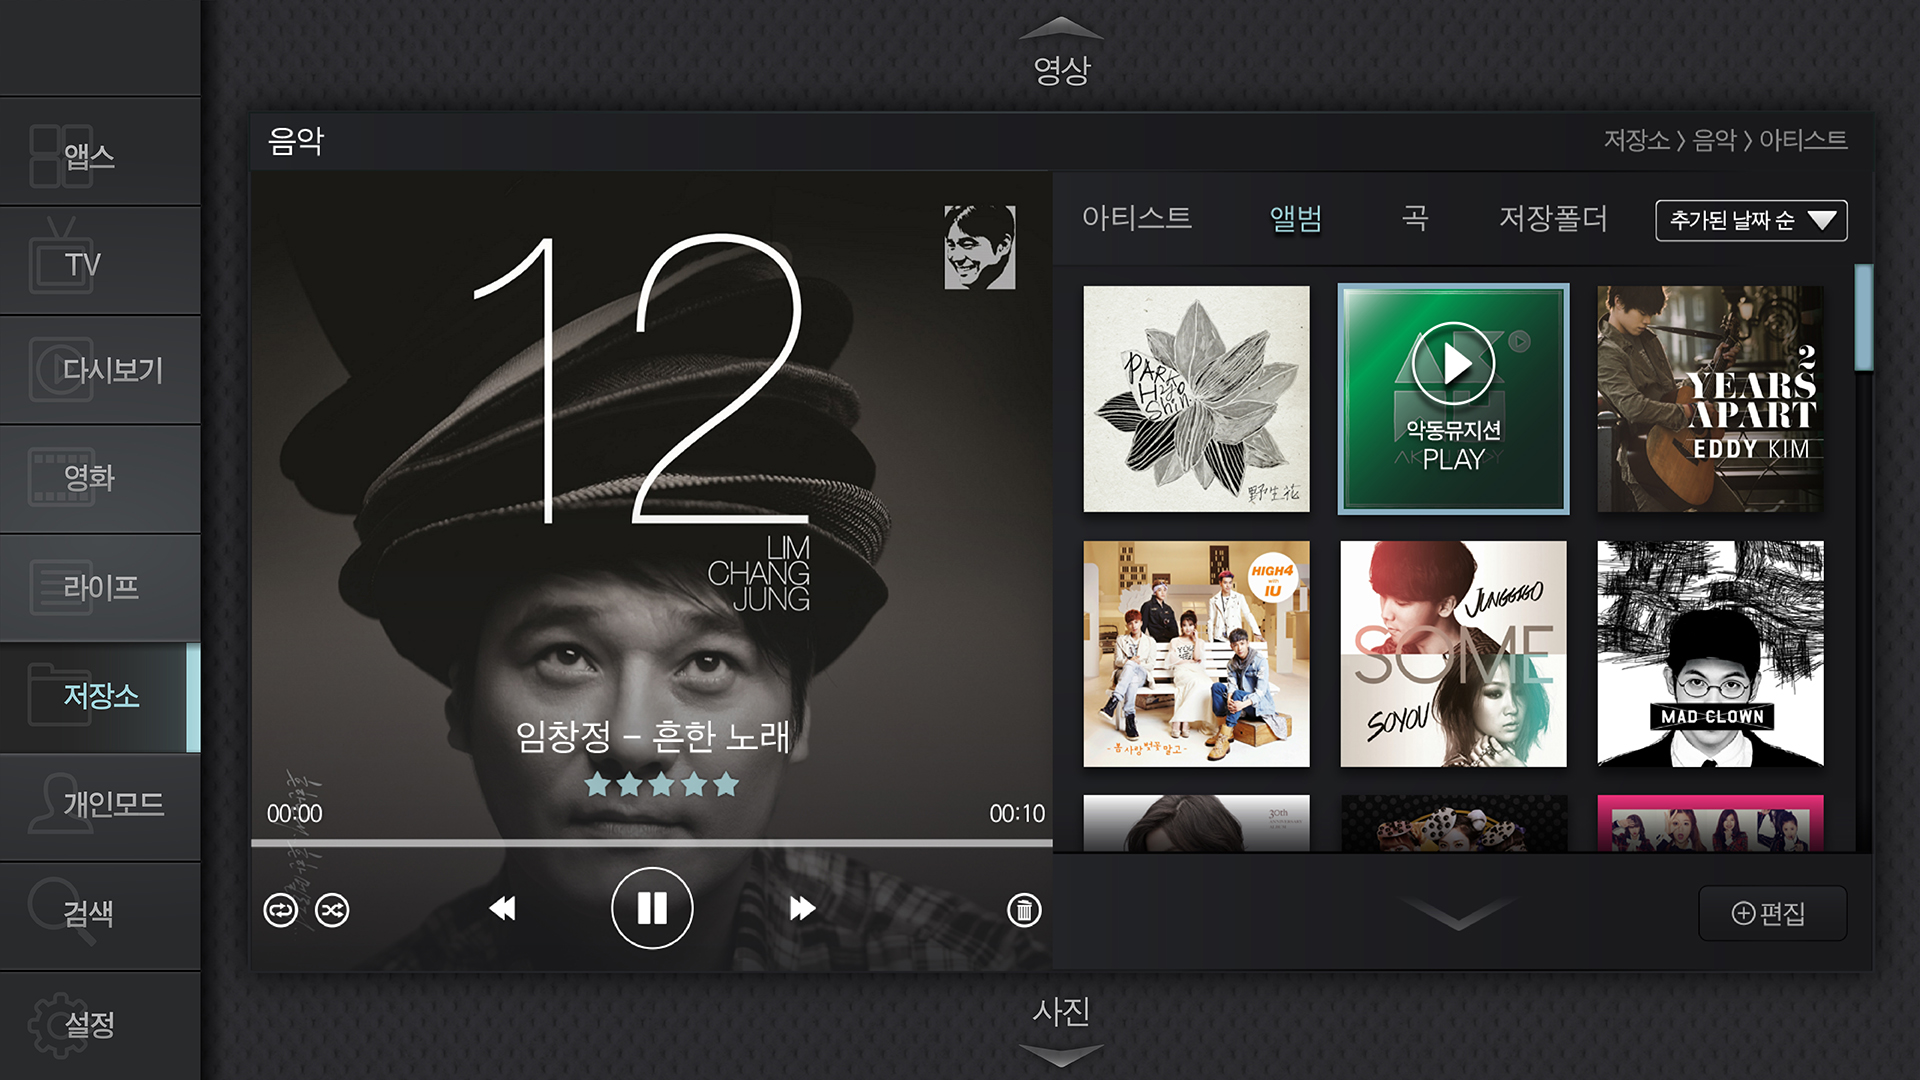 앱스
TV
다시보기
영화
라이프
저장소
개인모드
검색
설정
영상
음악
저장소 > 음악 > 아티스트
12
LIM
CHANG
JUNG
임창정 - 흔한 노래
00:00
00:10
아티스트
앨범
곡
저장폴더
추가된 날짜 순
PARK
Hyo
Shin
野生花
악동뮤지션
PLAY
2
YEARS
APART
EDDY KIM
HIGH4
with
IU
-봄 사랑 벚꽃 말고-
JUNGGIGO
SOME
SOYOU
MAD CLOWN
30th
편집
사진